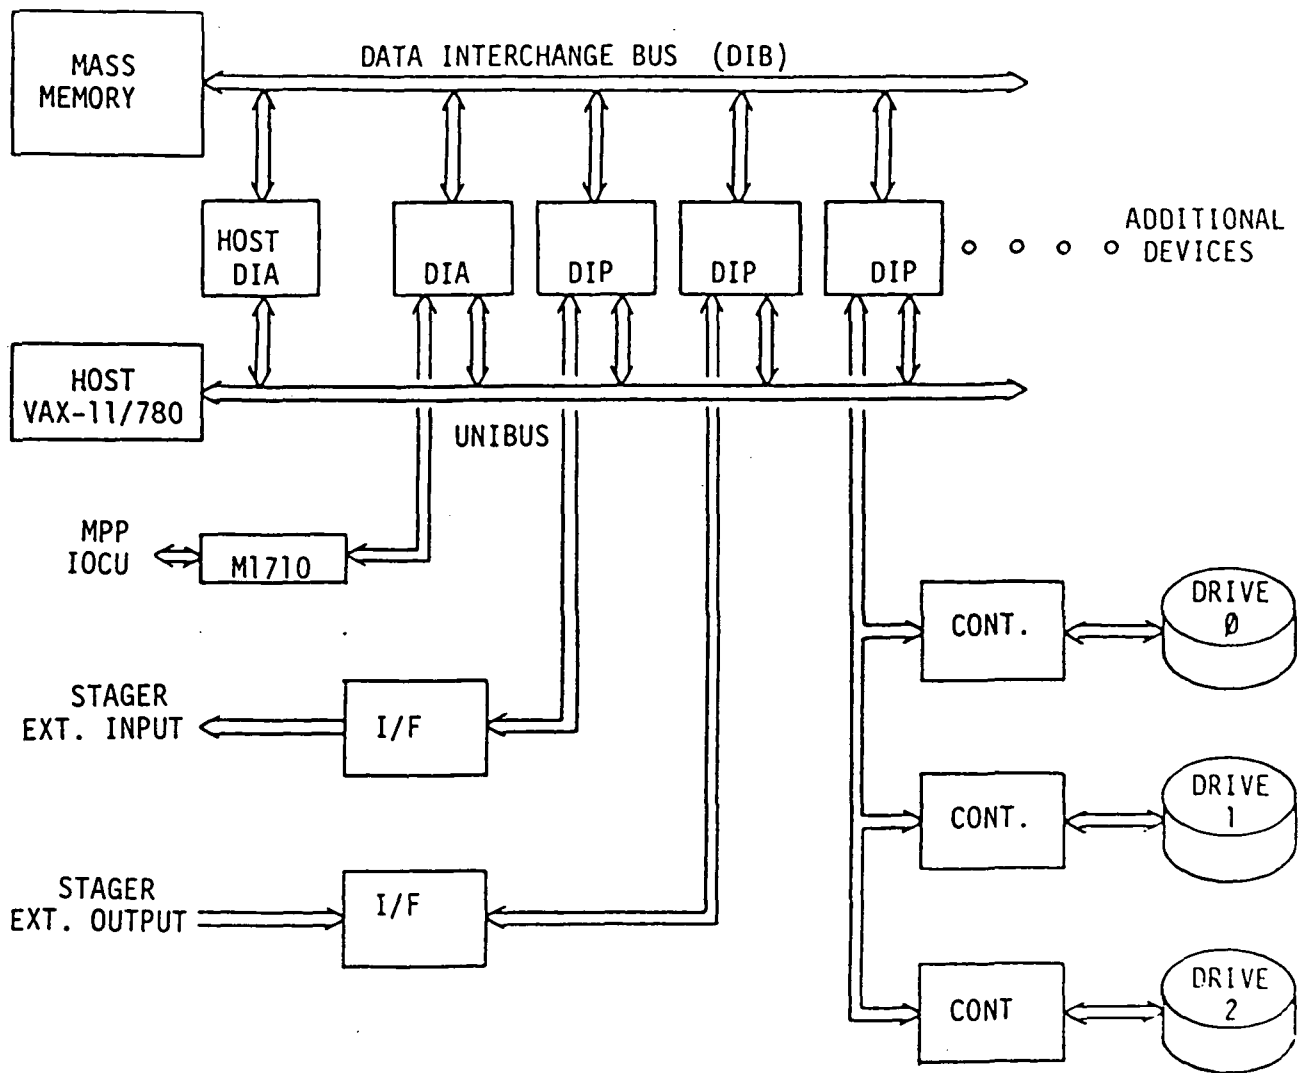 DATA INTERCHANGE BUS (DIB)
MASS
MEMORY
HOST
DIA
DIA
DIP
DIP
DIP
ADDITIONAL
DEVICES
HOST
VAX-11/780
UNIBUS
MPP
IOCU
M1710
CONT.
DRIVE
Ø
STAGER
EXT. INPUT
I/F
CONT.
DRIVE
1
STAGER
EXT. OUTPUT
I/F
CONT
DRIVE
2